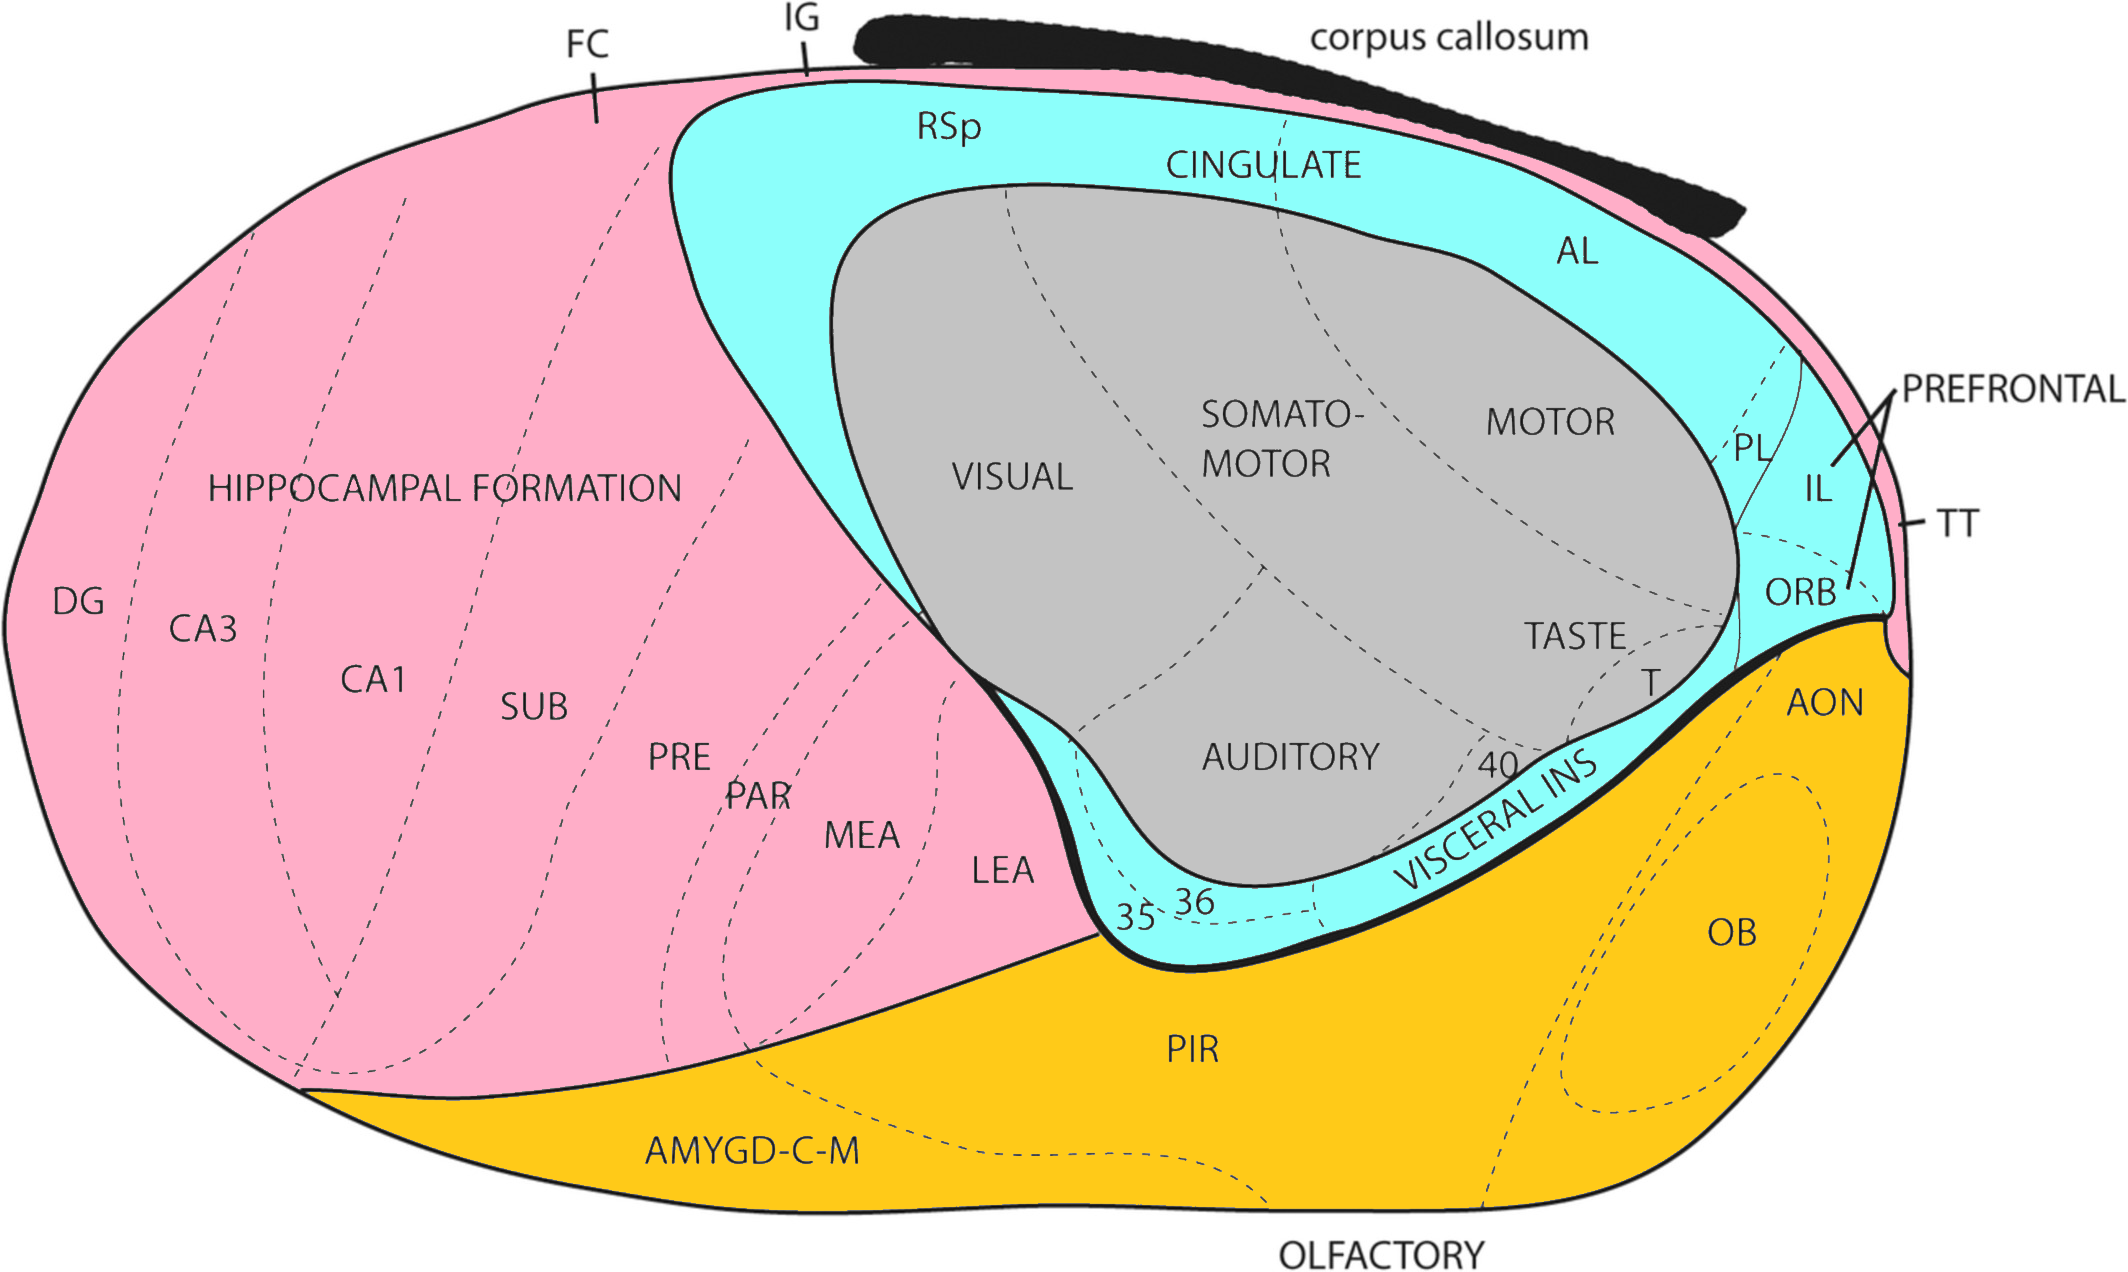 IG
FC
corpus callosum
RSp
CINGULATE
AL
PREFRONTAL
SOMATO-
MOTOR
MOTOR
VISUAL
PL
IL
HIPPOCAMPAL FORMATION
TT
DG
CA3
CA1
SUB
ORB
TASTE
T
AON
PRE
PAR
MEA
LEA
AUDITORY
40
VISCERAL INS
35
36
OB
PIR
AMYGD-C-M
OLFACTORY